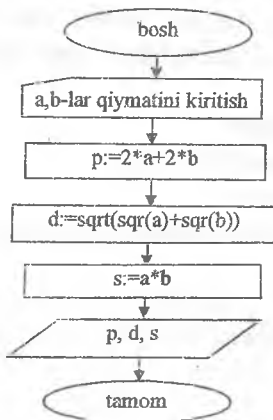 bosh
a,b-lar qiymatini kiritish
p:=2*a+2*b
d:=sqrt(sqr(a)+sqr(b))
s:=a*b
p, d, s
tamom